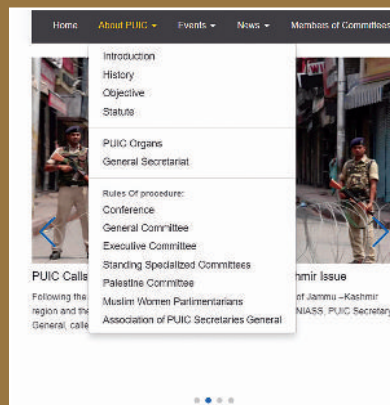 Home About PUIC Events News Members of Committees
Introduction
History
Objective
Statute
PUIC Organs
General Secretariat
Rules Of procedure:
Conference
General Committee
Executive Committee
Standing Specialized Committees
Palestine Committee
Muslim Women Parlimentarians
Association of PUIC Secretaries General
PUIC Calls
Following the
region and the
General, calle
hmir Issue
of Jammu –Kashmir
NIASS, PUIC Secretary